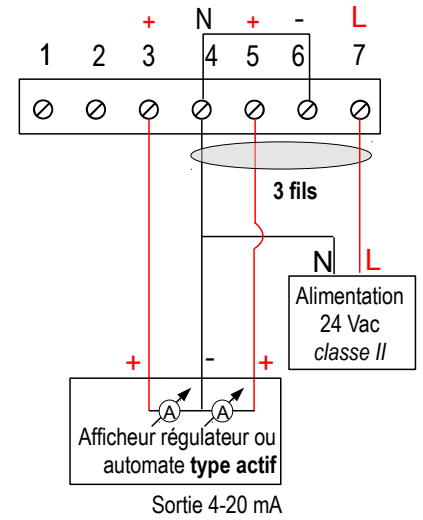 + N + - L
1 2 3 4 5 6 7
3 fils
N L
Alimentation
24 Vac
classe II
+ - +
A A
Afficheur régulateur ou
automate type actif
Sortie 4-20 mA